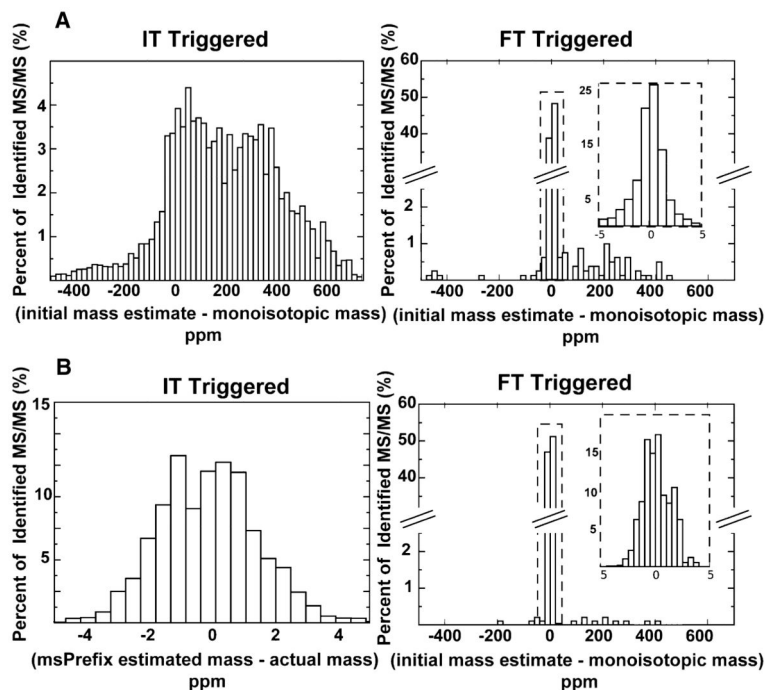 A
IT Triggered
Percent of Identified MS/MS (%)
4
3
2
1
-400 -200 0 200 400 600
(initial mass estimate - monoisotopic mass)
ppm
FT Triggered
Percent of Identified MS/MS (%)
60
50
40
2
1
-400 -200 0 200 400 600
(initial mass estimate - monoisotopic mass)
ppm
25
15
5
-5 0 5
B
IT Triggered
Percent of Identified MS/MS (%)
15
10
5
-4 -2 0 2 4
(msPrefix estimated mass - actual mass)
ppm
FT Triggered
Percent of Identified MS/MS (%)
60
50
40
2
1
-400 -200 0 200 400 600
(initial mass estimate - monoisotopic mass)
ppm
15
10
5
5 0 5